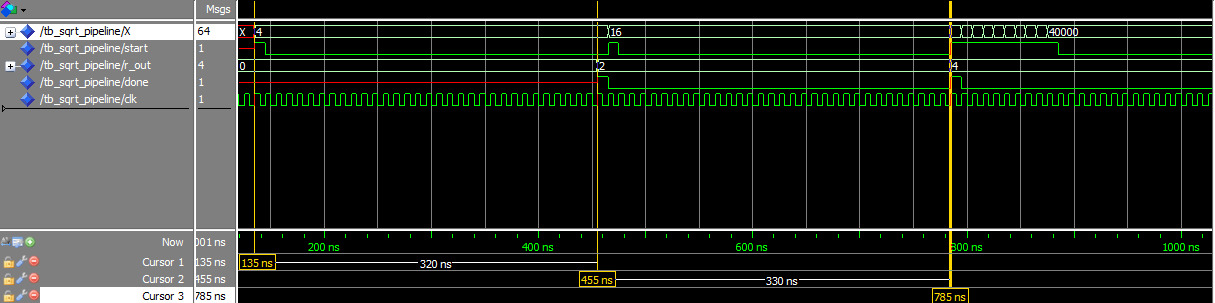 Msgs
/tb_sqrt_pipeline/X 64 X 4 16 40000
/tb_sqrt_pipeline/start 1
/tb_sqrt_pipeline/r_out 4 0 2 4
/tb_sqrt_pipeline/done 1
/tb_sqrt_pipeline/clk 1
Now 001 ns 200 ns 400 ns 600 ns 800 ns 1000 ns
Cursor 1 135 ns 135 ns 320 ns
Cursor 2 455 ns 455 ns 330 ns
Cursor 3 785 ns 785 ns